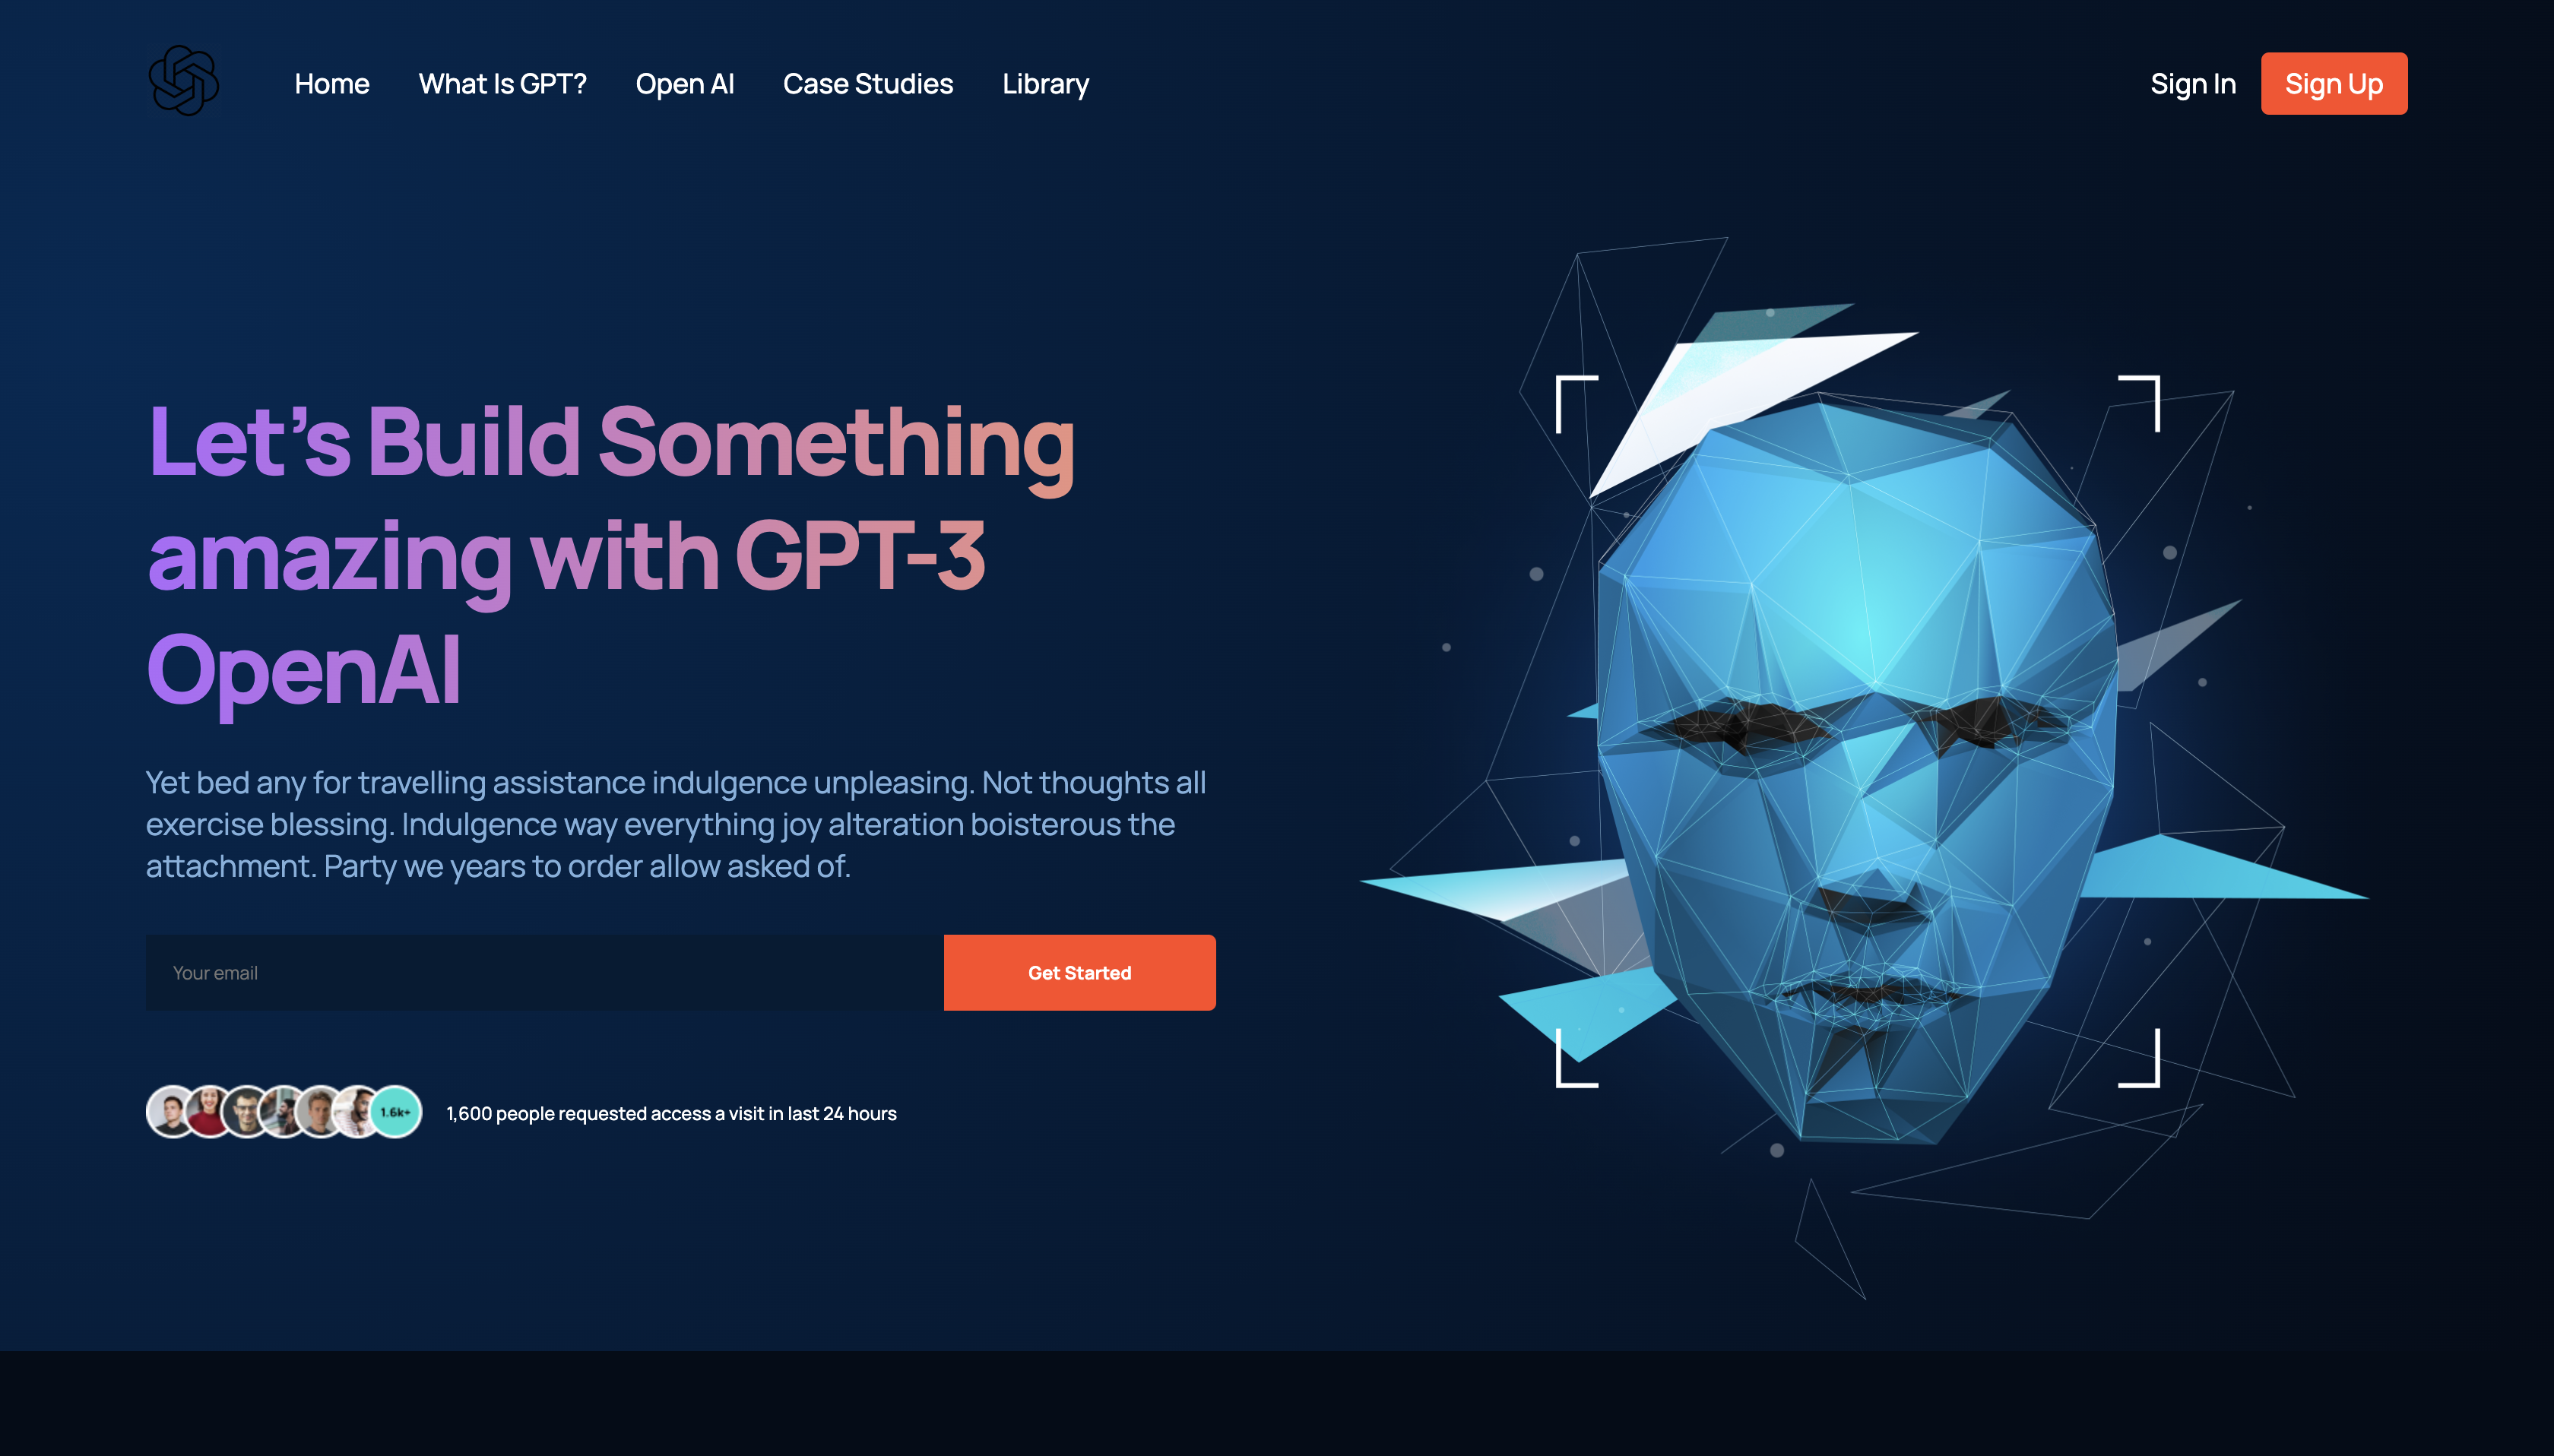 Home What Is GPT? Open AI Case Studies Library Sign In Sign Up
Let’s Build Something
amazing with GPT-3
OpenAI
Yet bed any for travelling assistance indulgence unpleasing. Not thoughts all
exercise blessing. Indulgence way everything joy alteration boisterous the
attachment. Party we years to order allow asked of.
Your email Get Started
1.6k+ 1,600 people requested access a visit in last 24 hours